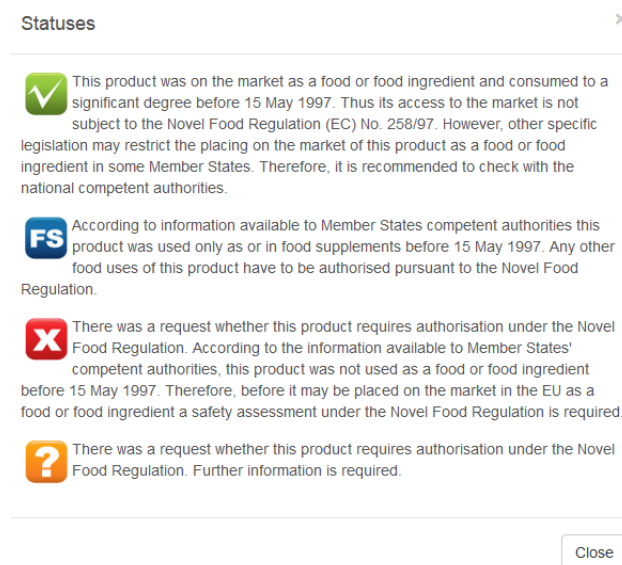 Statuses
×
This product was on the market as a food or food ingredient and consumed to a
significant degree before 15 May 1997. Thus its access to the market is not
subject to the Novel Food Regulation (EC) No. 258/97. However, other specific
legislation may restrict the placing on the market of this product as a food or food
ingredient in some Member States. Therefore, it is recommended to check with the
national competent authorities.
FS
According to information available to Member States competent authorities this
product was used only as or in food supplements before 15 May 1997. Any other
food uses of this product have to be authorised pursuant to the Novel Food
Regulation.
There was a request whether this product requires authorisation under the Novel
Food Regulation. According to the information available to Member States'
competent authorities, this product was not used as a food or food ingredient
before 15 May 1997. Therefore, before it may be placed on the market in the EU as a
food or food ingredient a safety assessment under the Novel Food Regulation is required.
?
There was a request whether this product requires authorisation under the Novel
Food Regulation. Further information is required.
Close